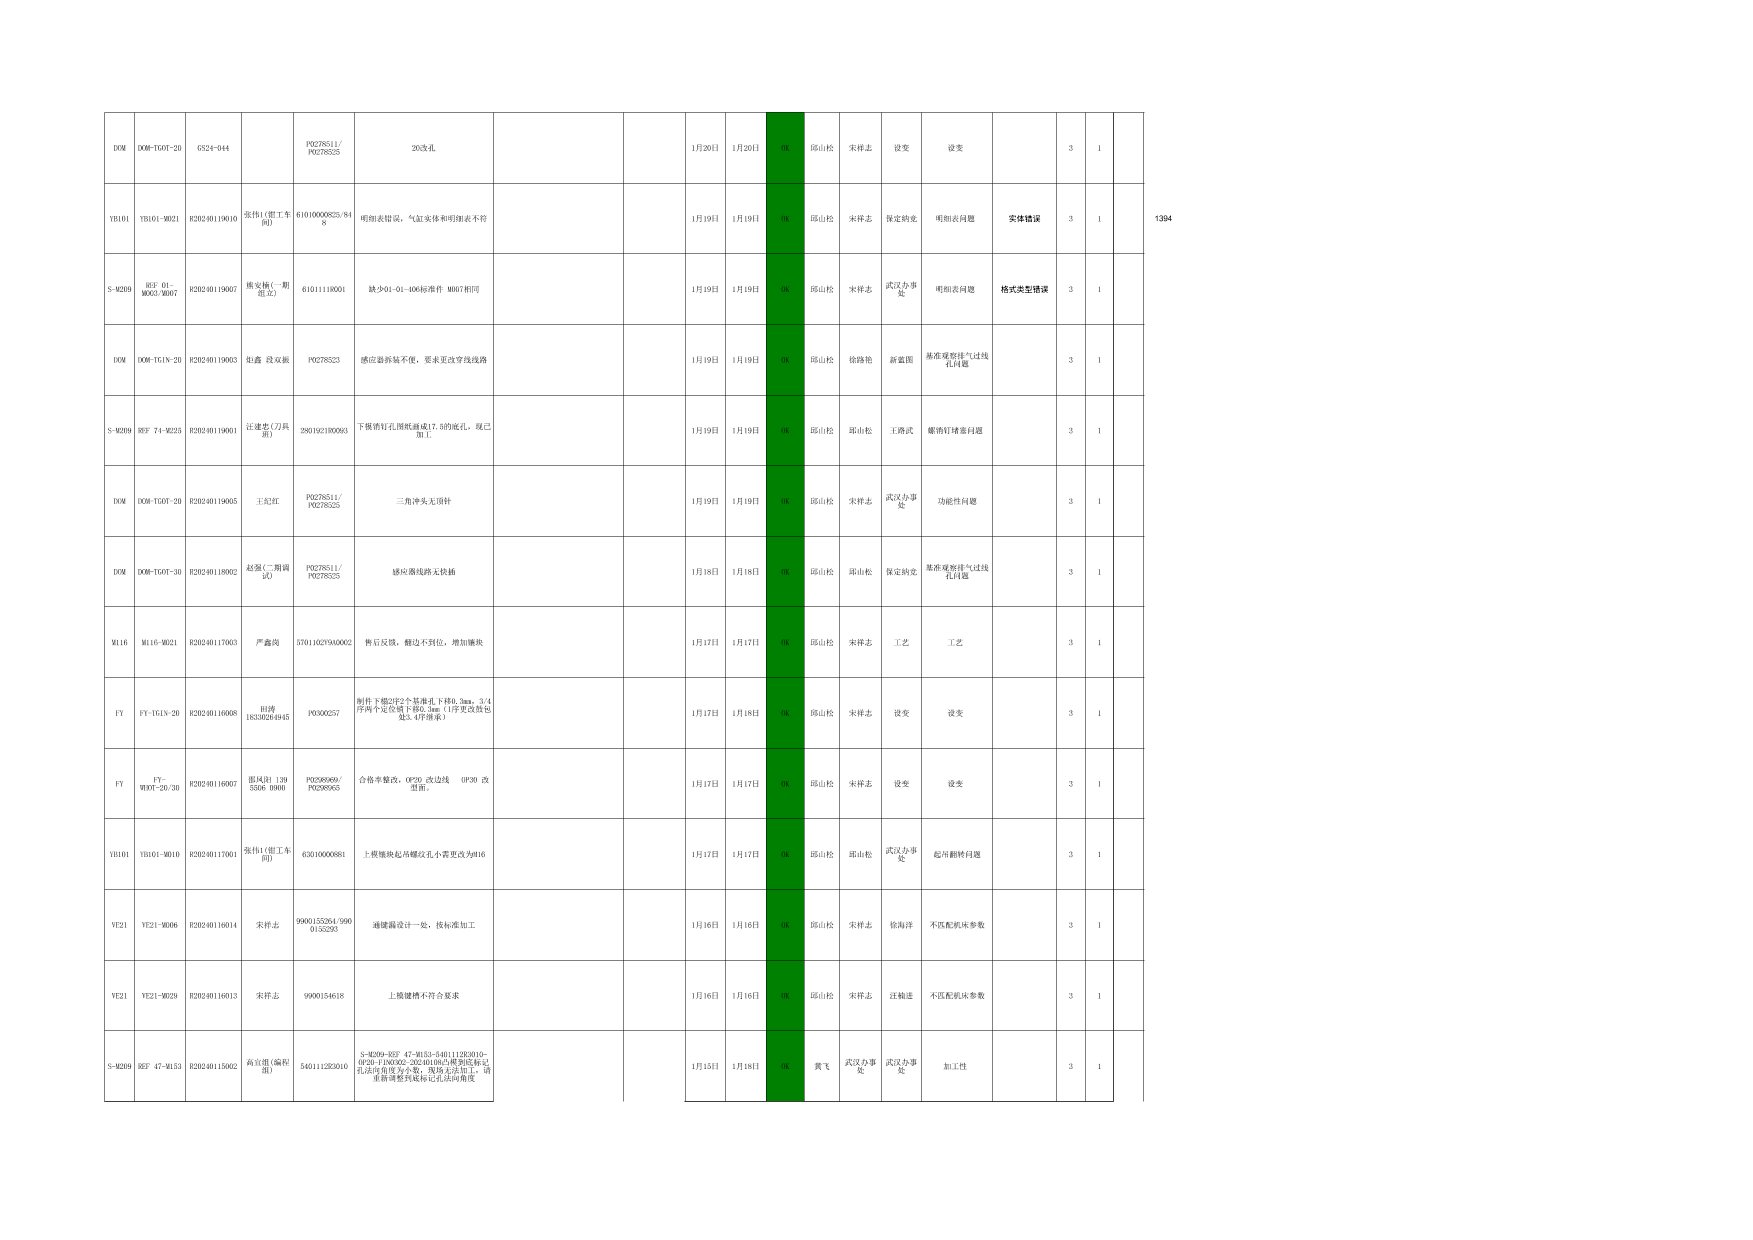 DOM DOM-TGOT-20 GS24-044 P0278511/P0278525 20改孔 1月20日 1月20日 OK 邱山松 宋祥志 设变 设变 3 1
YB101 YB101-M021 R20240119010 张伟1(钳工车间) 61010000825/848 明细表错误,气缸实体和明细表不符 1月19日 1月19日 OK 邱山松 宋祥志 保定纳竞 明细表问题 实体错误 3 1 1394
S-M209 REF 01-M003/M007 R20240119007 熊安楠(一期组立) 6101111R001 缺少01-01-406标准件 M007相同 1月19日 1月19日 OK 邱山松 宋祥志 武汉办事处 明细表问题 格式类型错误 3 1
DOM DOM-TGIN-20 R20240119003 炬鑫 段双振 P0278523 感应器拆装不便,要求更改穿线线路 1月19日 1月19日 OK 邱山松 徐路艳 新蓝图 基准观察排气过线孔问题 3 1
S-M209 REF 74-M225 R20240119001 汪建忠(刀具班) 2801921R0093 下模销钉孔图纸画成17.5的底孔,现已加工 1月19日 1月19日 OK 邱山松 邱山松 王路武 螺销钉堵塞问题 3 1
DOM DOM-TGOT-20 R20240119005 王纪红 P0278511/P0278525 三角冲头无顶针 1月19日 1月19日 OK 邱山松 宋祥志 武汉办事处 功能性问题 3 1
DOM DOM-TGOT-30 R20240118002 赵强(二期调试) P0278511/P0278525 感应器线路无快插 1月18日 1月18日 OK 邱山松 邱山松 保定纳竞 基准观察排气过线孔问题 3 1
M116 M116-M021 R20240117003 严鑫岗 5701102Y9A0002 售后反馈,翻边不到位,增加镶块 1月17日 1月17日 OK 邱山松 宋祥志 工艺 工艺 3 1
FY FY-TGIN-20 R20240116008 田涛 18330264945 P0300257 制件下模2序2个基准孔下移0.3mm,3/4序两个定位销下移0.3mm(1序更改鼓包处3.4序继承) 1月17日 1月18日 OK 邱山松 宋祥志 设变 设变 3 1
FY FY-WHOT-20/30 R20240116007 鄢凤阳 139 5506 0900 P0298969/P0298965 合格率整改,OP20 改边线 OP30 改型面。 1月17日 1月17日 OK 邱山松 宋祥志 设变 设变 3 1
YB101 YB101-M010 R20240117001 张伟1(钳工车间) 63010000881 上模镶块起吊螺纹孔小需更改为M16 1月17日 1月17日 OK 邱山松 邱山松 武汉办事处 起吊翻转问题 3 1
VE21 VE21-M006 R20240116014 宋祥志 9900155264/9900155293 通键漏设计一处,按标准加工 1月16日 1月16日 OK 邱山松 宋祥志 徐海洋 不匹配机床参数 3 1
VE21 VE21-M029 R20240116013 宋祥志 9900154618 上模键槽不符合要求 1月16日 1月16日 OK 邱山松 宋祥志 汪楠进 不匹配机床参数 3 1
S-M209 REF 47-M153 R20240115002 高官组(编程组) 5401112R3010 S-M209-REF 47-M153-5401112R3010-OP20-FIN0302-20240108凸模到底标记孔法向角度为小数,现场无法加工,请重新调整到底标记孔法向角度 1月15日 1月18日 OK 黄飞 武汉办事处 武汉办事处 加工性 3 1